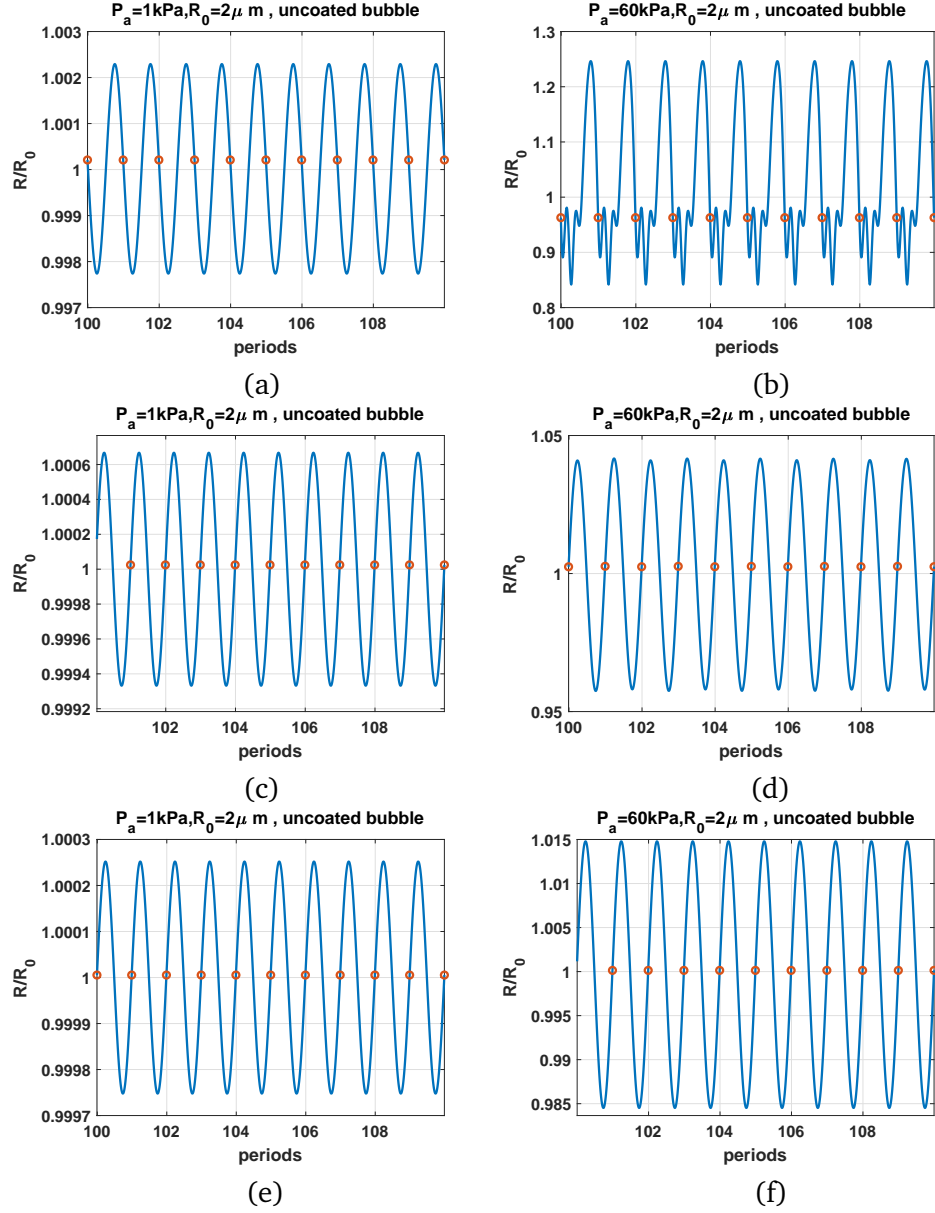 P_a=1kPa,R_0=2μ m , uncoated bubble
1.003
1.002
1.001
1
0.999
0.998
0.997
R/R_0
100 102 104 106 108
periods
(a)
P_a=60kPa,R_0=2μ m , uncoated bubble
1.3
1.2
1.1
1
0.9
0.8
R/R_0
100 102 104 106 108
periods
(b)
P_a=1kPa,R_0=2μ m , uncoated bubble
1.0006
1.0004
1.0002
1
0.9998
0.9996
0.9994
0.9992
R/R_0
102 104 106 108
periods
(c)
P_a=60kPa,R_0=2μ m , uncoated bubble
1.05
1
0.95
R/R_0
100 102 104 106 108
periods
(d)
P_a=1kPa,R_0=2μ m , uncoated bubble
1.0003
1.0002
1.0001
1
0.9999
0.9998
0.9997
R/R_0
100 102 104 106 108
periods
(e)
P_a=60kPa,R_0=2μ m , uncoated bubble
1.015
1.01
1.005
1
0.995
0.99
0.985
R/R_0
102 104 106 108
periods
(f)